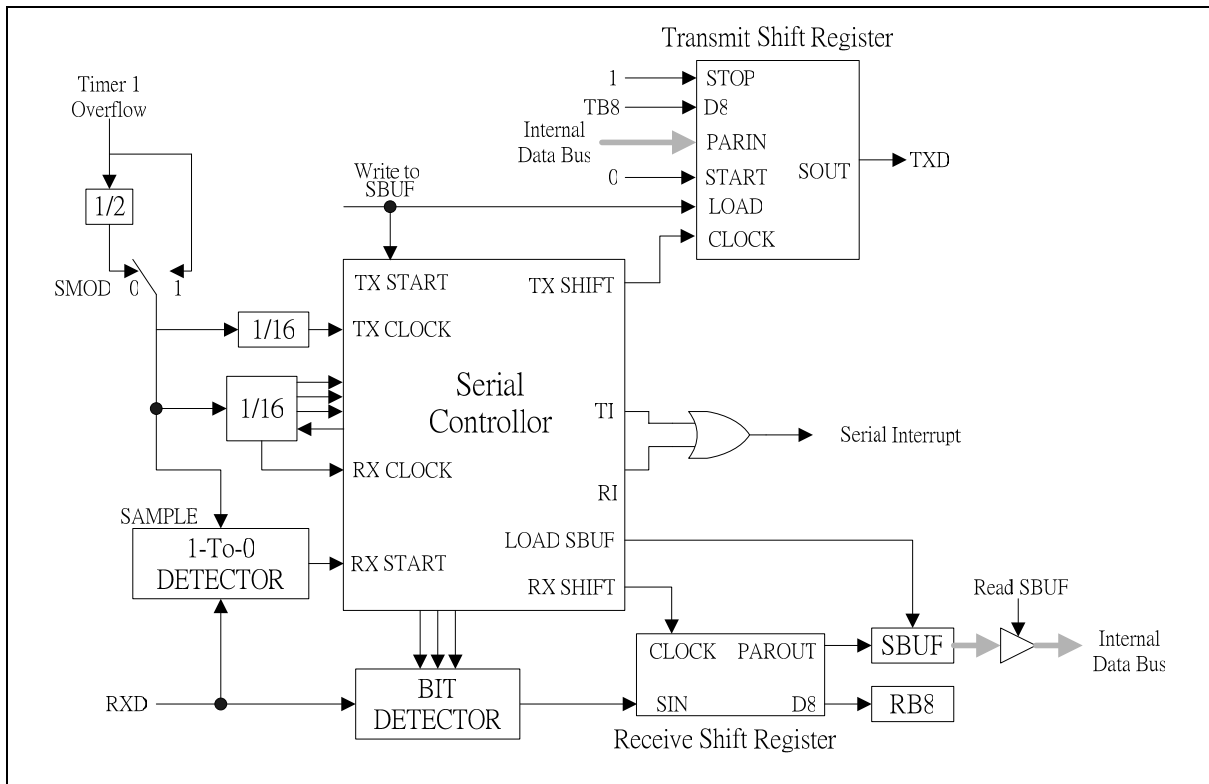 Transmit Shift Register
Timer 1
Overflow
1/2
SMOD 0 1
1
TB8
Internal
Data Bus
0
STOP
D8
PARIN
START
LOAD
CLOCK
SOUT
TXD
Write to
SBUF
TX START
TX SHIFT
1/16
TX CLOCK
1/16
Serial
Controllor
TI
Serial Interrupt
RX CLOCK
RI
SAMPLE
1-To-0
DETECTOR
RX START
LOAD SBUF
RX SHIFT
Read SBUF
CLOCK PAROUT
SBUF
Internal
Data Bus
RXD
BIT
DETECTOR
SIN D8
RB8
Receive Shift Register